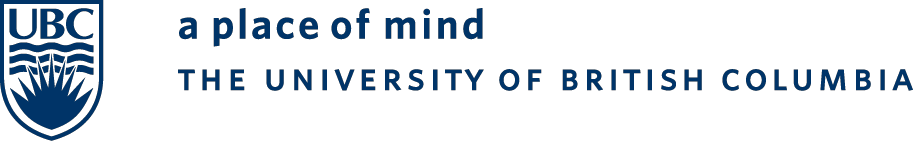 UBC
a place of mind
THE UNIVERSITY OF BRITISH COLUMBIA